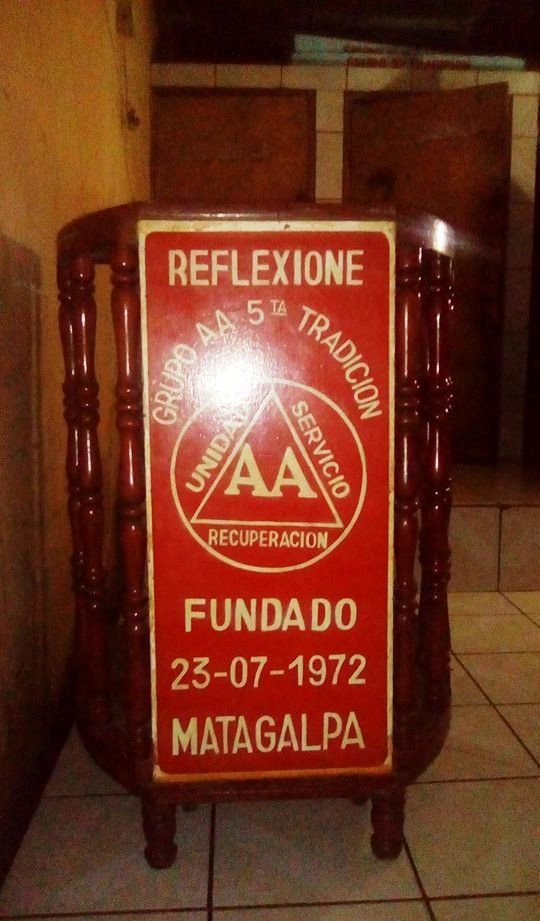 REFLEXIONE
GRUPO AA 5TA TRADICION
UNIDAD
SERVICIO
AA
RECUPERACION
FUNDADO
23-07-1972
MATAGALPA